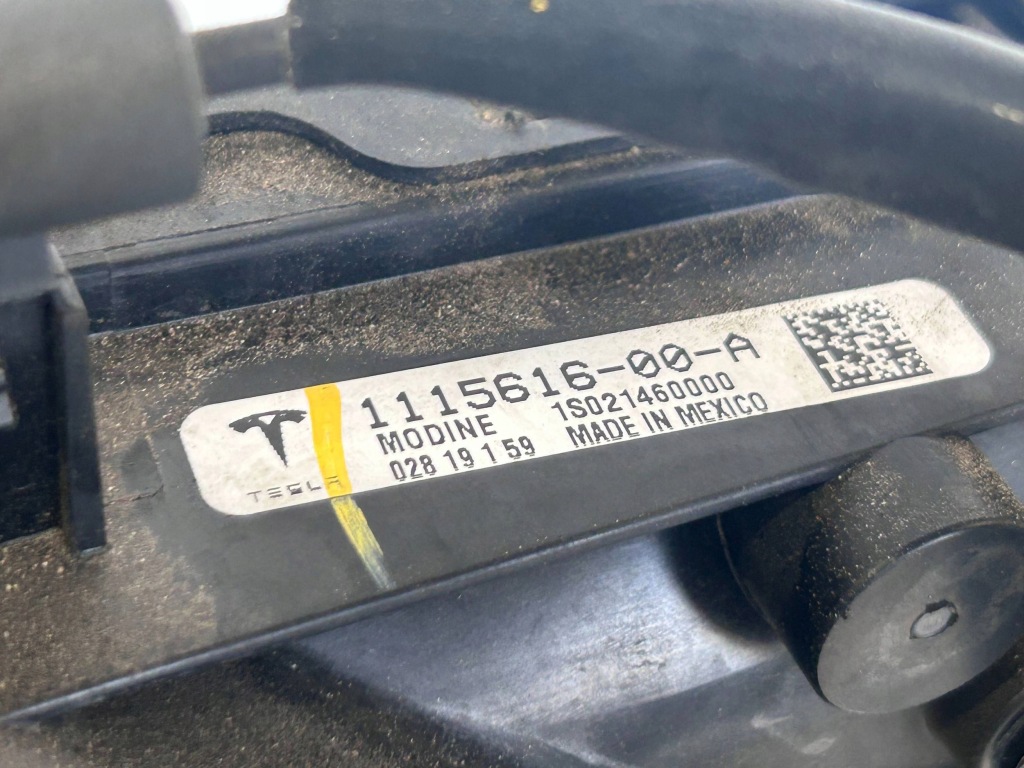 1115616-00-A
MODINE 1S021460000
028 19 1 59 MADE IN MEXICO
TESLA